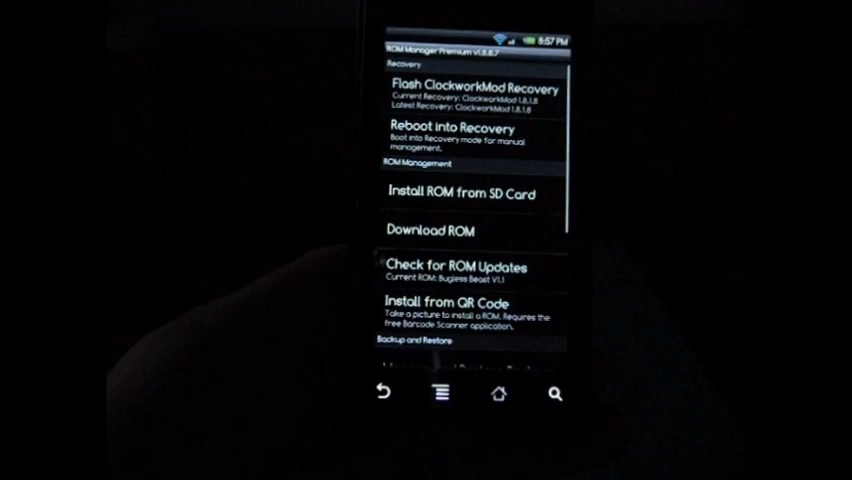 8:57 PM
ROM Manager Premium v1.8.8.7
Recovery
Flash ClockworkMod Recovery
Current Recovery: ClockworkMod 1.8.1.8
Latest Recovery: ClockworkMod 1.8.1.8
Reboot into Recovery
Boot into Recovery mode for manual
management.
ROM Management
Install ROM from SD Card
Download ROM
Check for ROM Updates
Current ROM: Bugless Beast V1.1
Install from QR Code
Take a picture to install a ROM. Requires the
free Barcode Scanner application.
Backup and Restore